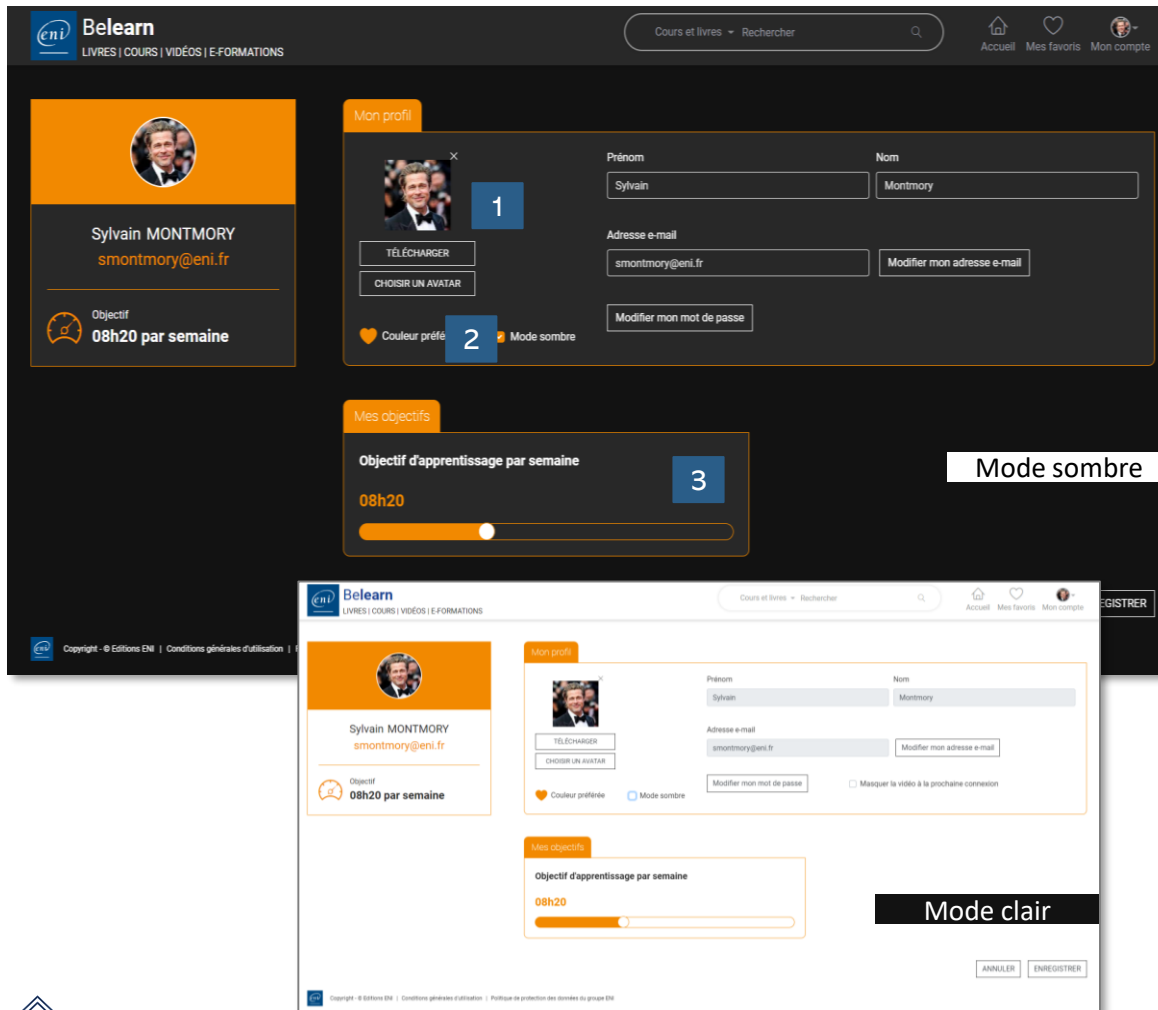 eni
Belearn
LIVRES | COURS | VIDÉOS | E-FORMATIONS
Cours et livres Rechercher
Accueil Mes favoris Mon compte
Sylvain MONTMORY
smontmory@eni.fr
Objectif
08h20 par semaine
Mon profil
1
TÉLÉCHARGER
CHOISIR UN AVATAR
Couleur préfé 2 Mode sombre
Prénom Nom
Sylvain Montmory
Adresse e-mail
smontmory@eni.fr Modifier mon adresse e-mail
Modifier mon mot de passe
Mes objectifs
Objectif d'apprentissage par semaine
3
08h20
Mode sombre
EGISTRER
eni Copyright - © Editions ENI | Conditions générales d'utilisation |
eni
Belearn
LIVRES | COURS | VIDÉOS | E-FORMATIONS
Cours et livres Rechercher
Accueil Mes favoris Mon compte
Sylvain MONTMORY
smontmory@eni.fr
Objectif
08h20 par semaine
Mon profil
TÉLÉCHARGER
CHOISIR UN AVATAR
Couleur préférée Mode sombre
Prénom Nom
Sylvain Montmory
Adresse e-mail
smontmory@eni.fr Modifier mon adresse e-mail
Modifier mon mot de passe Masquer la vidéo à la prochaine connexion
Mes objectifs
Objectif d'apprentissage par semaine
08h20
Mode clair
ANNULER ENREGISTRER
eni Copyright - © Editions ENI | Conditions générales d'utilisation | Politique de protection des données du groupe ENI